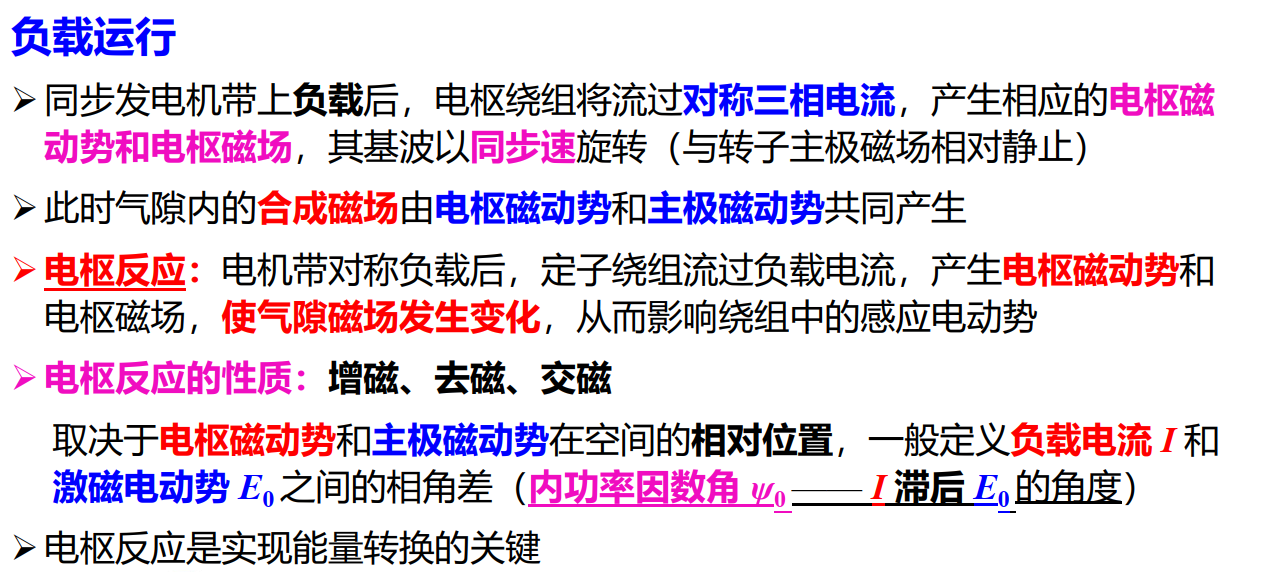 负载运行
➢同步发电机带上负载后，电枢绕组将流过对称三相电流，产生相应的电枢磁
动势和电枢磁场，其基波以同步速旋转（与转子主极磁场相对静止）
➢此时气隙内的合成磁场由电枢磁动势和主极磁动势共同产生
➢电枢反应：电机带对称负载后，定子绕组流过负载电流，产生电枢磁动势和
电枢磁场，使气隙磁场发生变化，从而影响绕组中的感应电动势
➢电枢反应的性质：增磁、去磁、交磁
取决于电枢磁动势和主极磁动势在空间的相对位置，一般定义负载电流 I 和
激磁电动势 E₀之间的相角差（内功率因数角 ψ₀ —— I 滞后 E₀的角度）
➢电枢反应是实现能量转换的关键